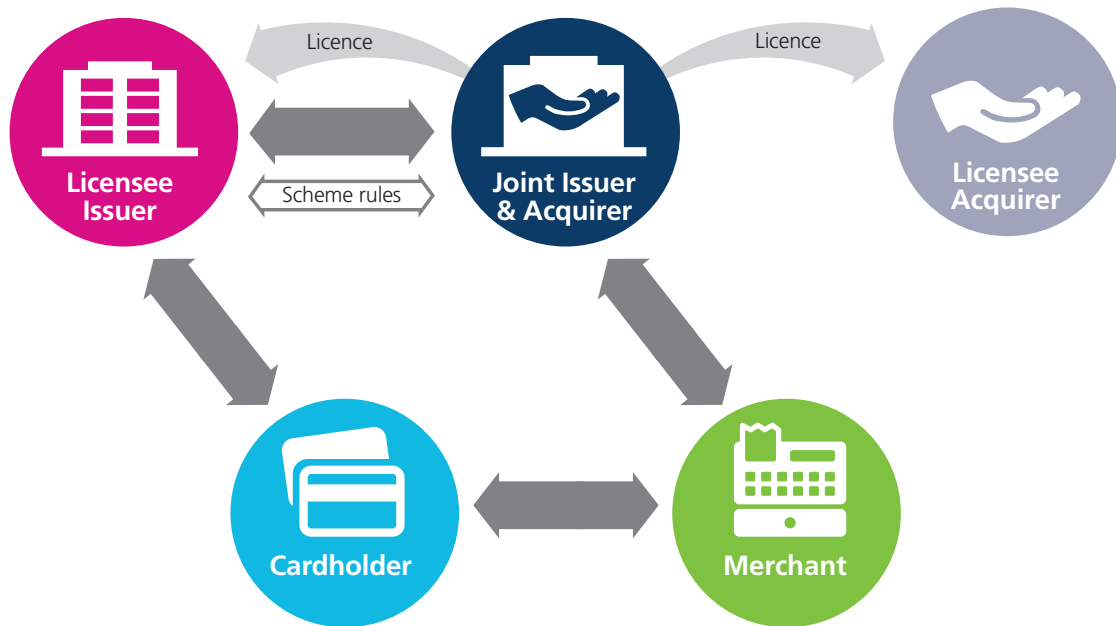 Licence
Licence
Licensee
Issuer
Scheme rules
Joint Issuer
& Acquirer
Licensee
Acquirer
Cardholder
Merchant